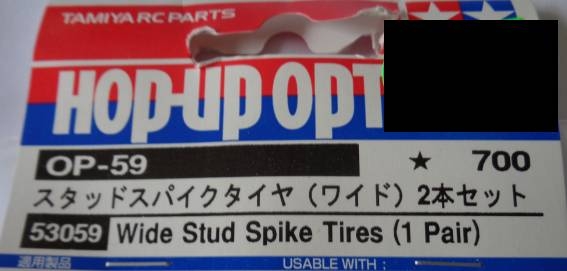 TAMIYA RC PARTS
HOP-UP OPT
OP-59 ★ 700
スタッドスパイクタイヤ（ワイド）2本セット
53059 Wide Stud Spike Tires (1 Pair)
適用製品 USABLE WITH :